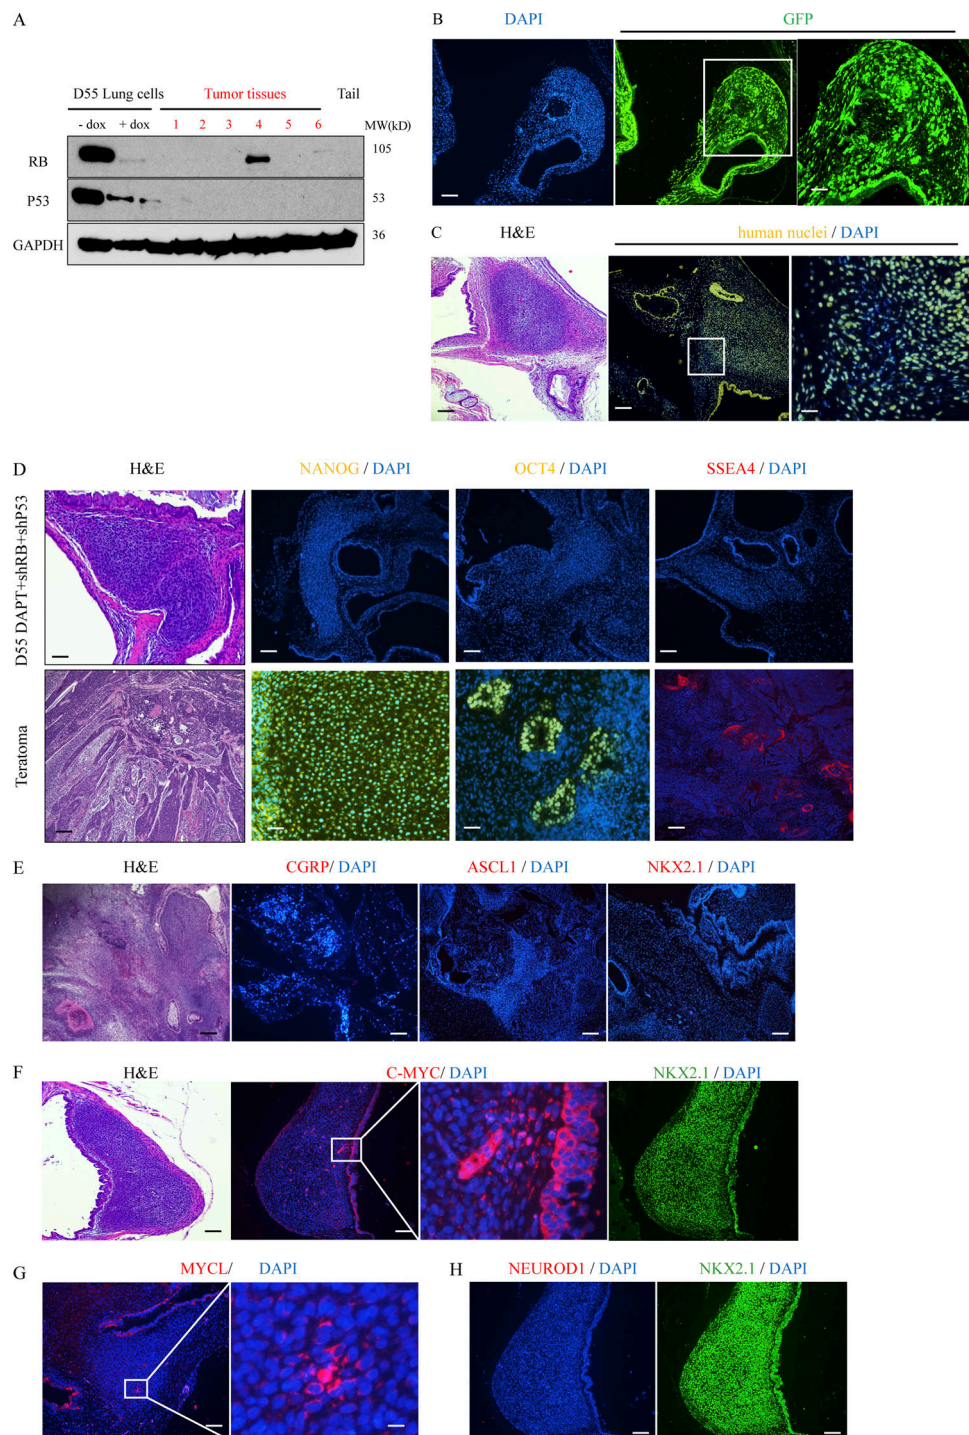 A
D55 Lung cells Tumor tissues Tail
- dox + dox 1 2 3 4 5 6 MW(kD)
RB 105
P53 53
GAPDH 36
B
DAPI GFP
C
H&E human nuclei / DAPI
D
H&E NANOG / DAPI OCT4 / DAPI SSEA4 / DAPI
D55 DAPT+shRB+shP53
Teratoma
E
H&E CGRP/ DAPI ASCL1 / DAPI NKX2.1 / DAPI
F
H&E C-MYC/ DAPI NKX2.1 / DAPI
G
MYCL/ DAPI
H
NEUROD1 / DAPI NKX2.1 / DAPI